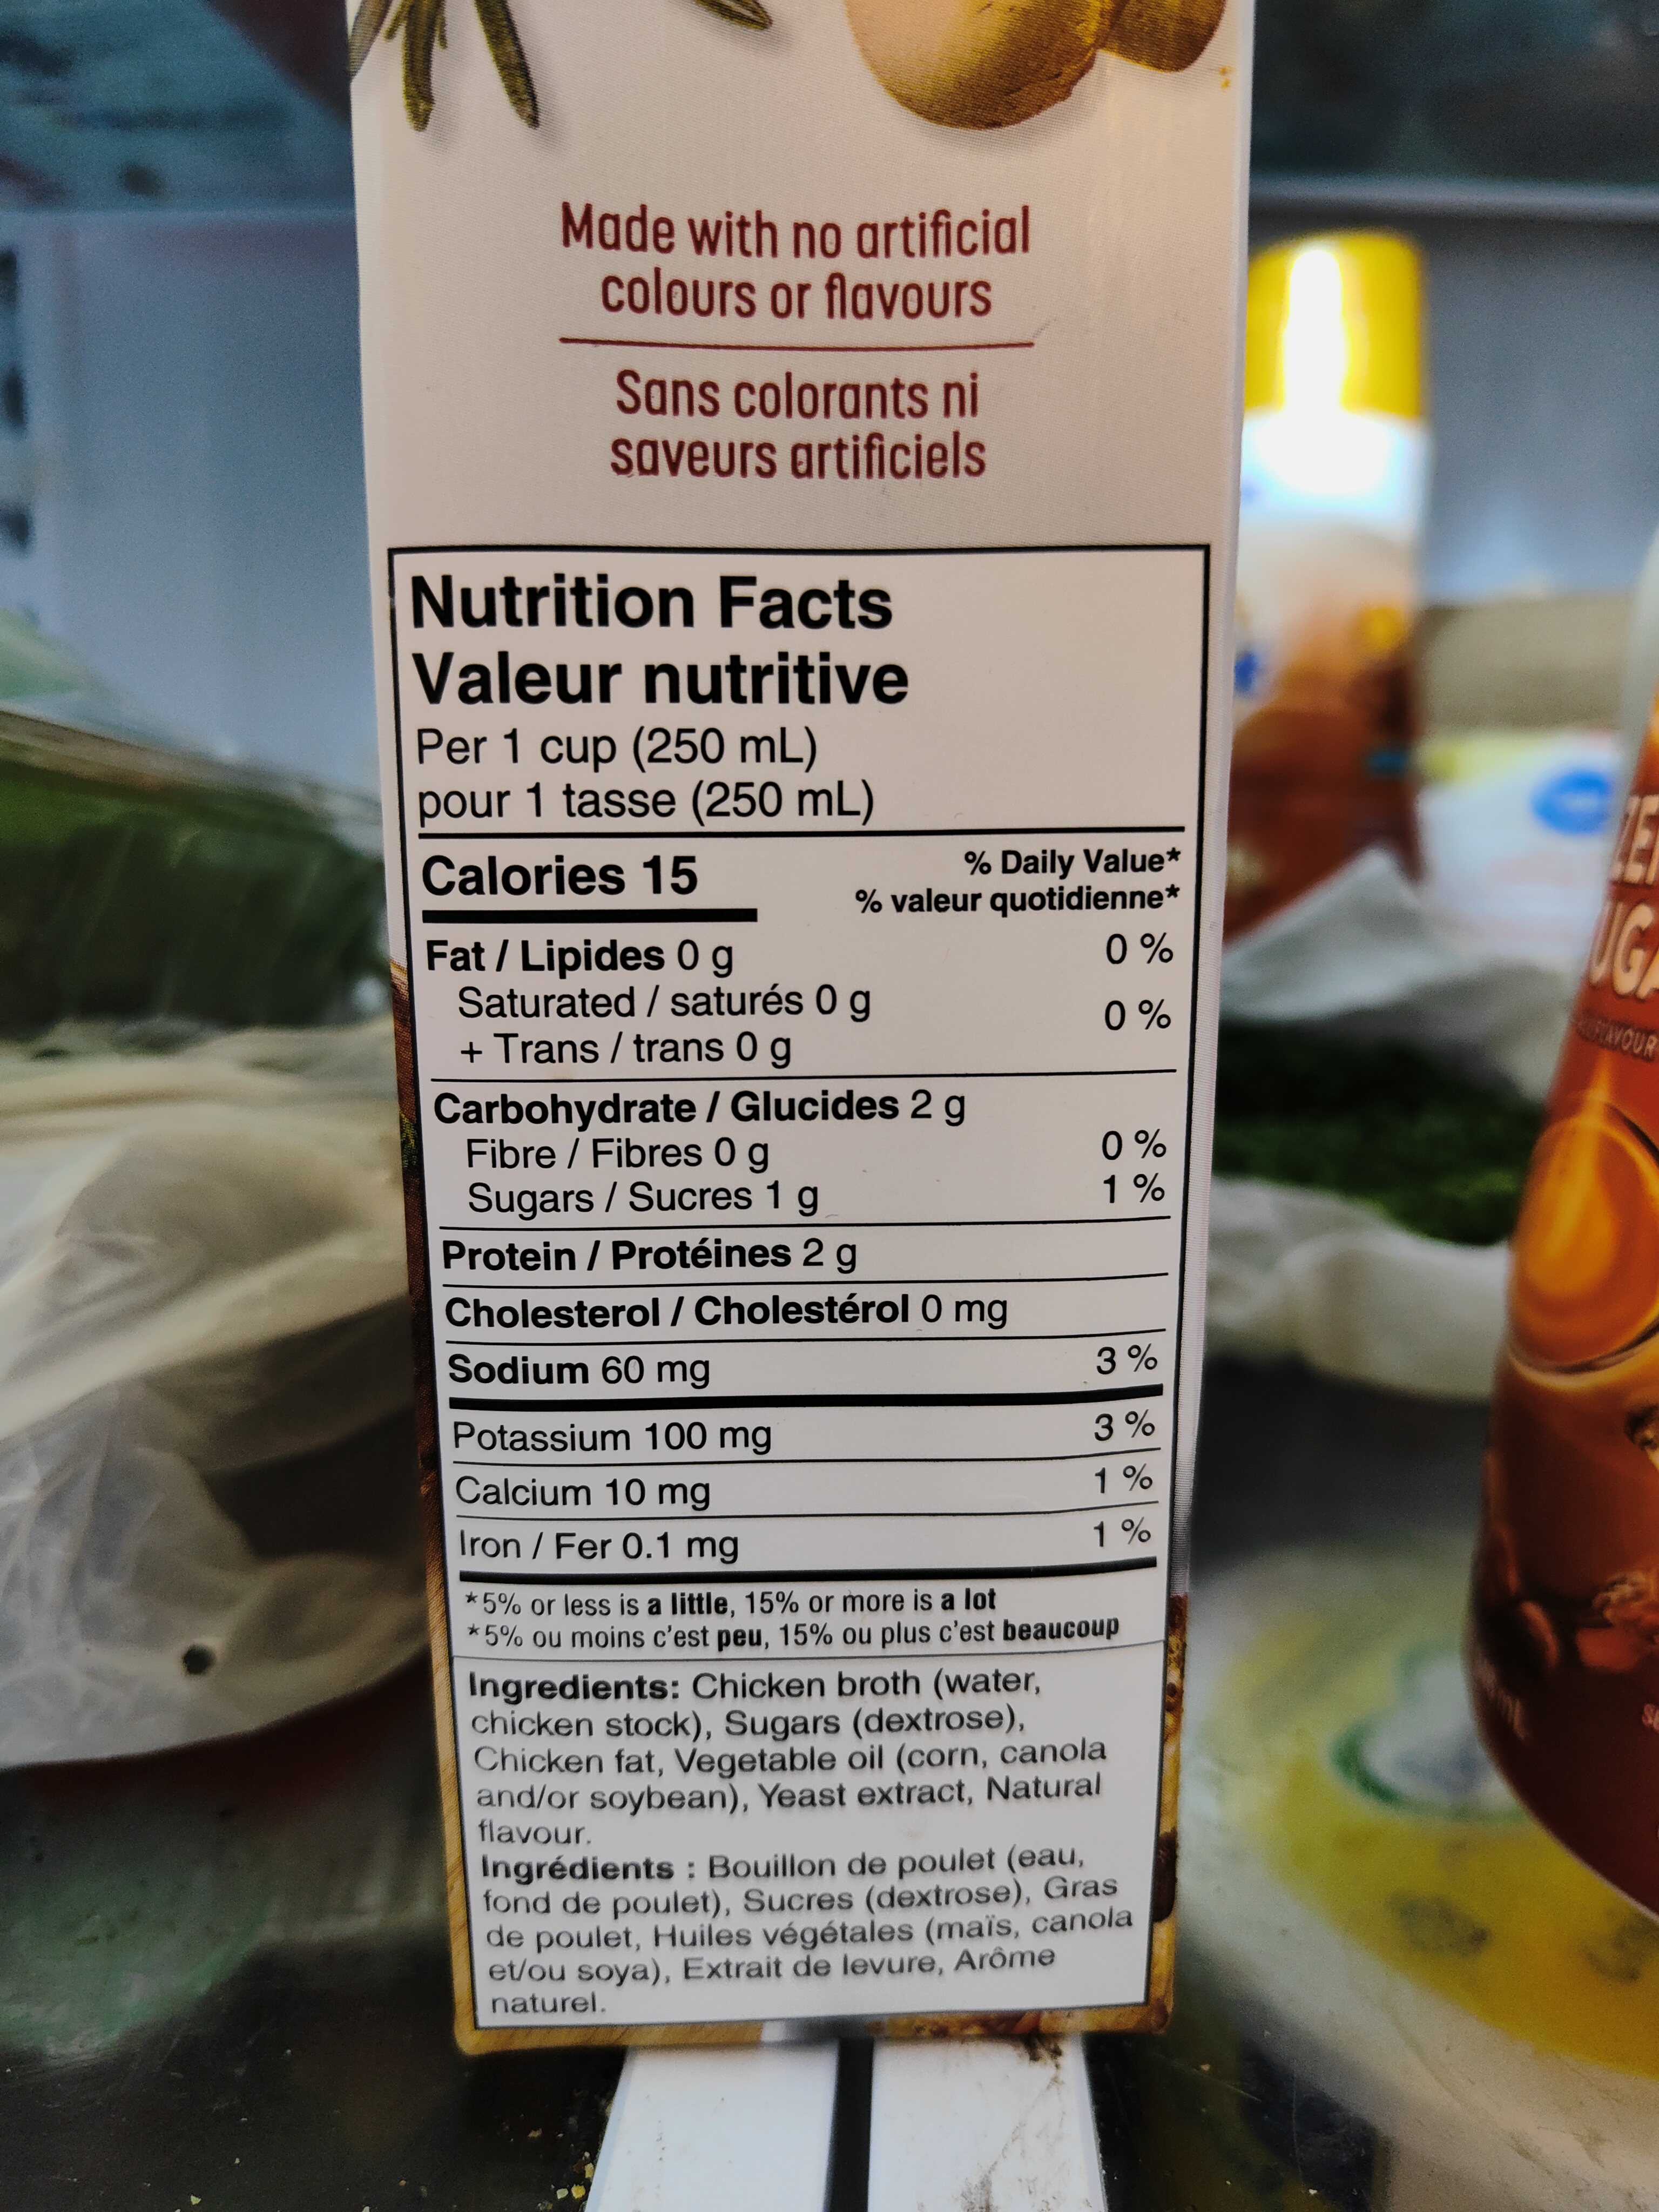 Made with no artificial
colours or flavours
Sans colorants ni
saveurs artificiels
Nutrition Facts
Valeur nutritive
Per 1 cup (250 mL)
pour 1 tasse (250 mL)
Calories 15
% Daily Value*
% valeur quotidienne*
Fat / Lipides 0 g 0 %
Saturated / saturés 0 g
+ Trans / trans 0 g 0 %
Carbohydrate / Glucides 2 g
Fibre / Fibres 0 g 0 %
Sugars / Sucres 1 g 1 %
Protein / Protéines 2 g
Cholesterol / Cholestérol 0 mg
Sodium 60 mg 3 %
Potassium 100 mg 3 %
Calcium 10 mg 1 %
Iron / Fer 0.1 mg 1 %
*5% or less is a little, 15% or more is a lot
*5% ou moins c'est peu, 15% ou plus c'est beaucoup
Ingredients: Chicken broth (water,
chicken stock), Sugars (dextrose),
Chicken fat, Vegetable oil (corn, canola
and/or soybean), Yeast extract, Natural
flavour.
Ingrédients : Bouillon de poulet (eau,
fond de poulet), Sucres (dextrose), Gras
de poulet, Huiles végétales (maïs, canola
et/ou soya), Extrait de levure, Arôme
naturel.